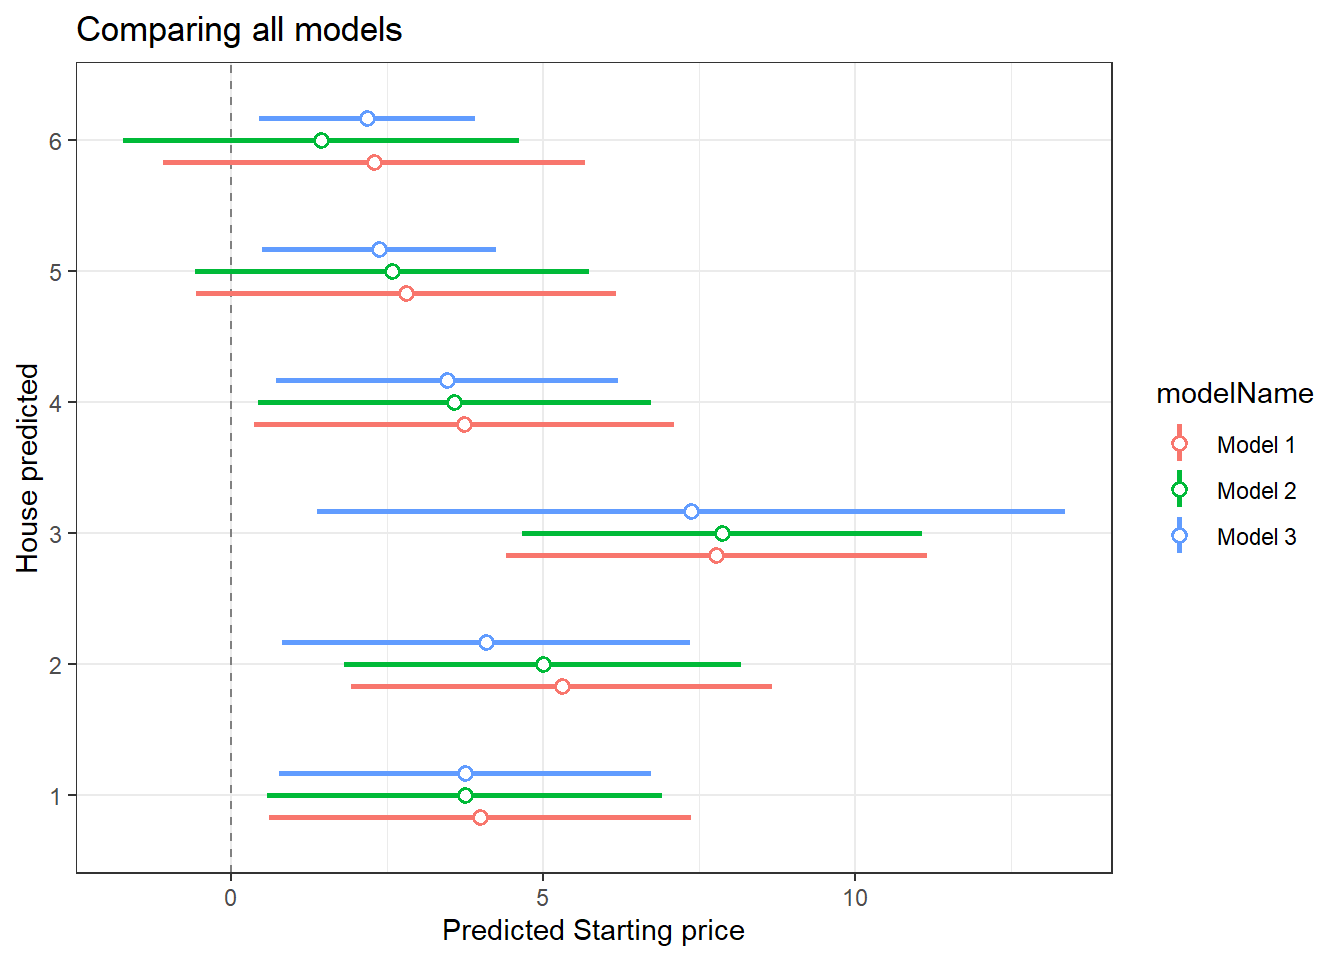 Comparing all models
6
5
4
3
2
1
House predicted
0 5 10
Predicted Starting price
modelName
Model 1
Model 2
Model 3